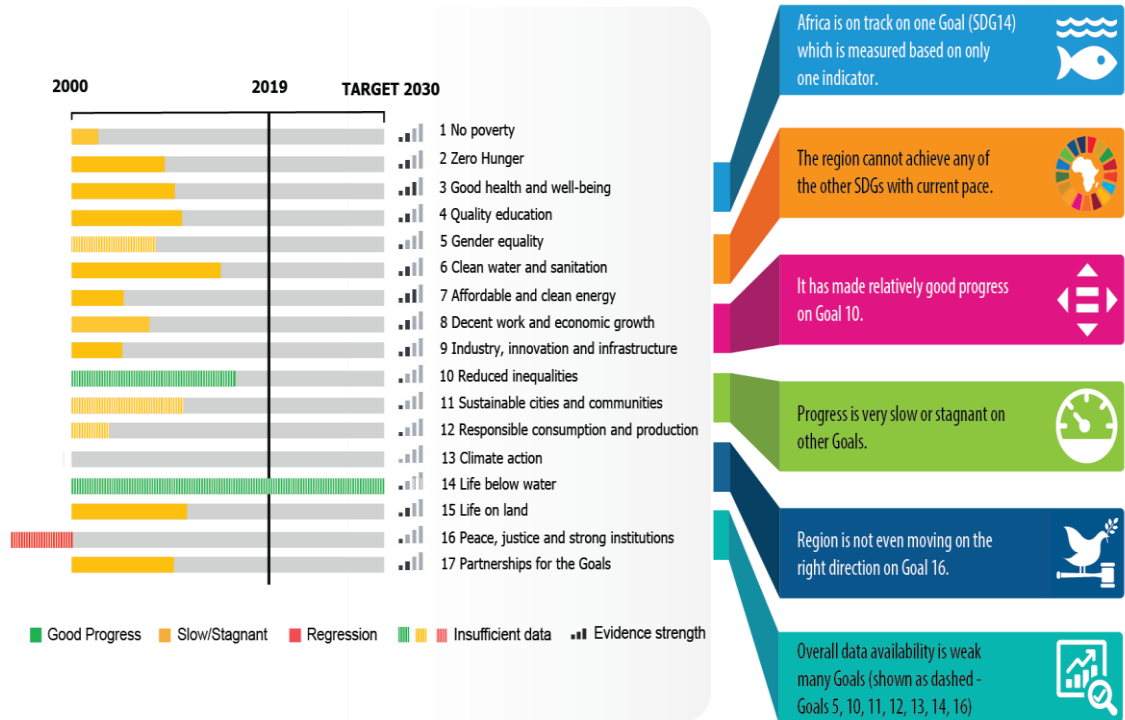 2000 2019 TARGET 2030
1 No poverty
2 Zero Hunger
3 Good health and well-being
4 Quality education
5 Gender equality
6 Clean water and sanitation
7 Affordable and clean energy
8 Decent work and economic growth
9 Industry, innovation and infrastructure
10 Reduced inequalities
11 Sustainable cities and communities
12 Responsible consumption and production
13 Climate action
14 Life below water
15 Life on land
16 Peace, justice and strong institutions
17 Partnerships for the Goals
Good Progress Slow/Stagnant Regression Insufficient data Evidence strength
Africa is on track on one Goal (SDG14)
which is measured based on only
one indicator.
The region cannot achieve any of
the other SDGs with current pace.
It has made relatively good progress
on Goal 10.
Progress is very slow or stagnant on
other Goals.
Region is not even moving on the
right direction on Goal 16.
Overall data availability is weak
many Goals (shown as dashed -
Goals 5, 10, 11, 12, 13, 14, 16)